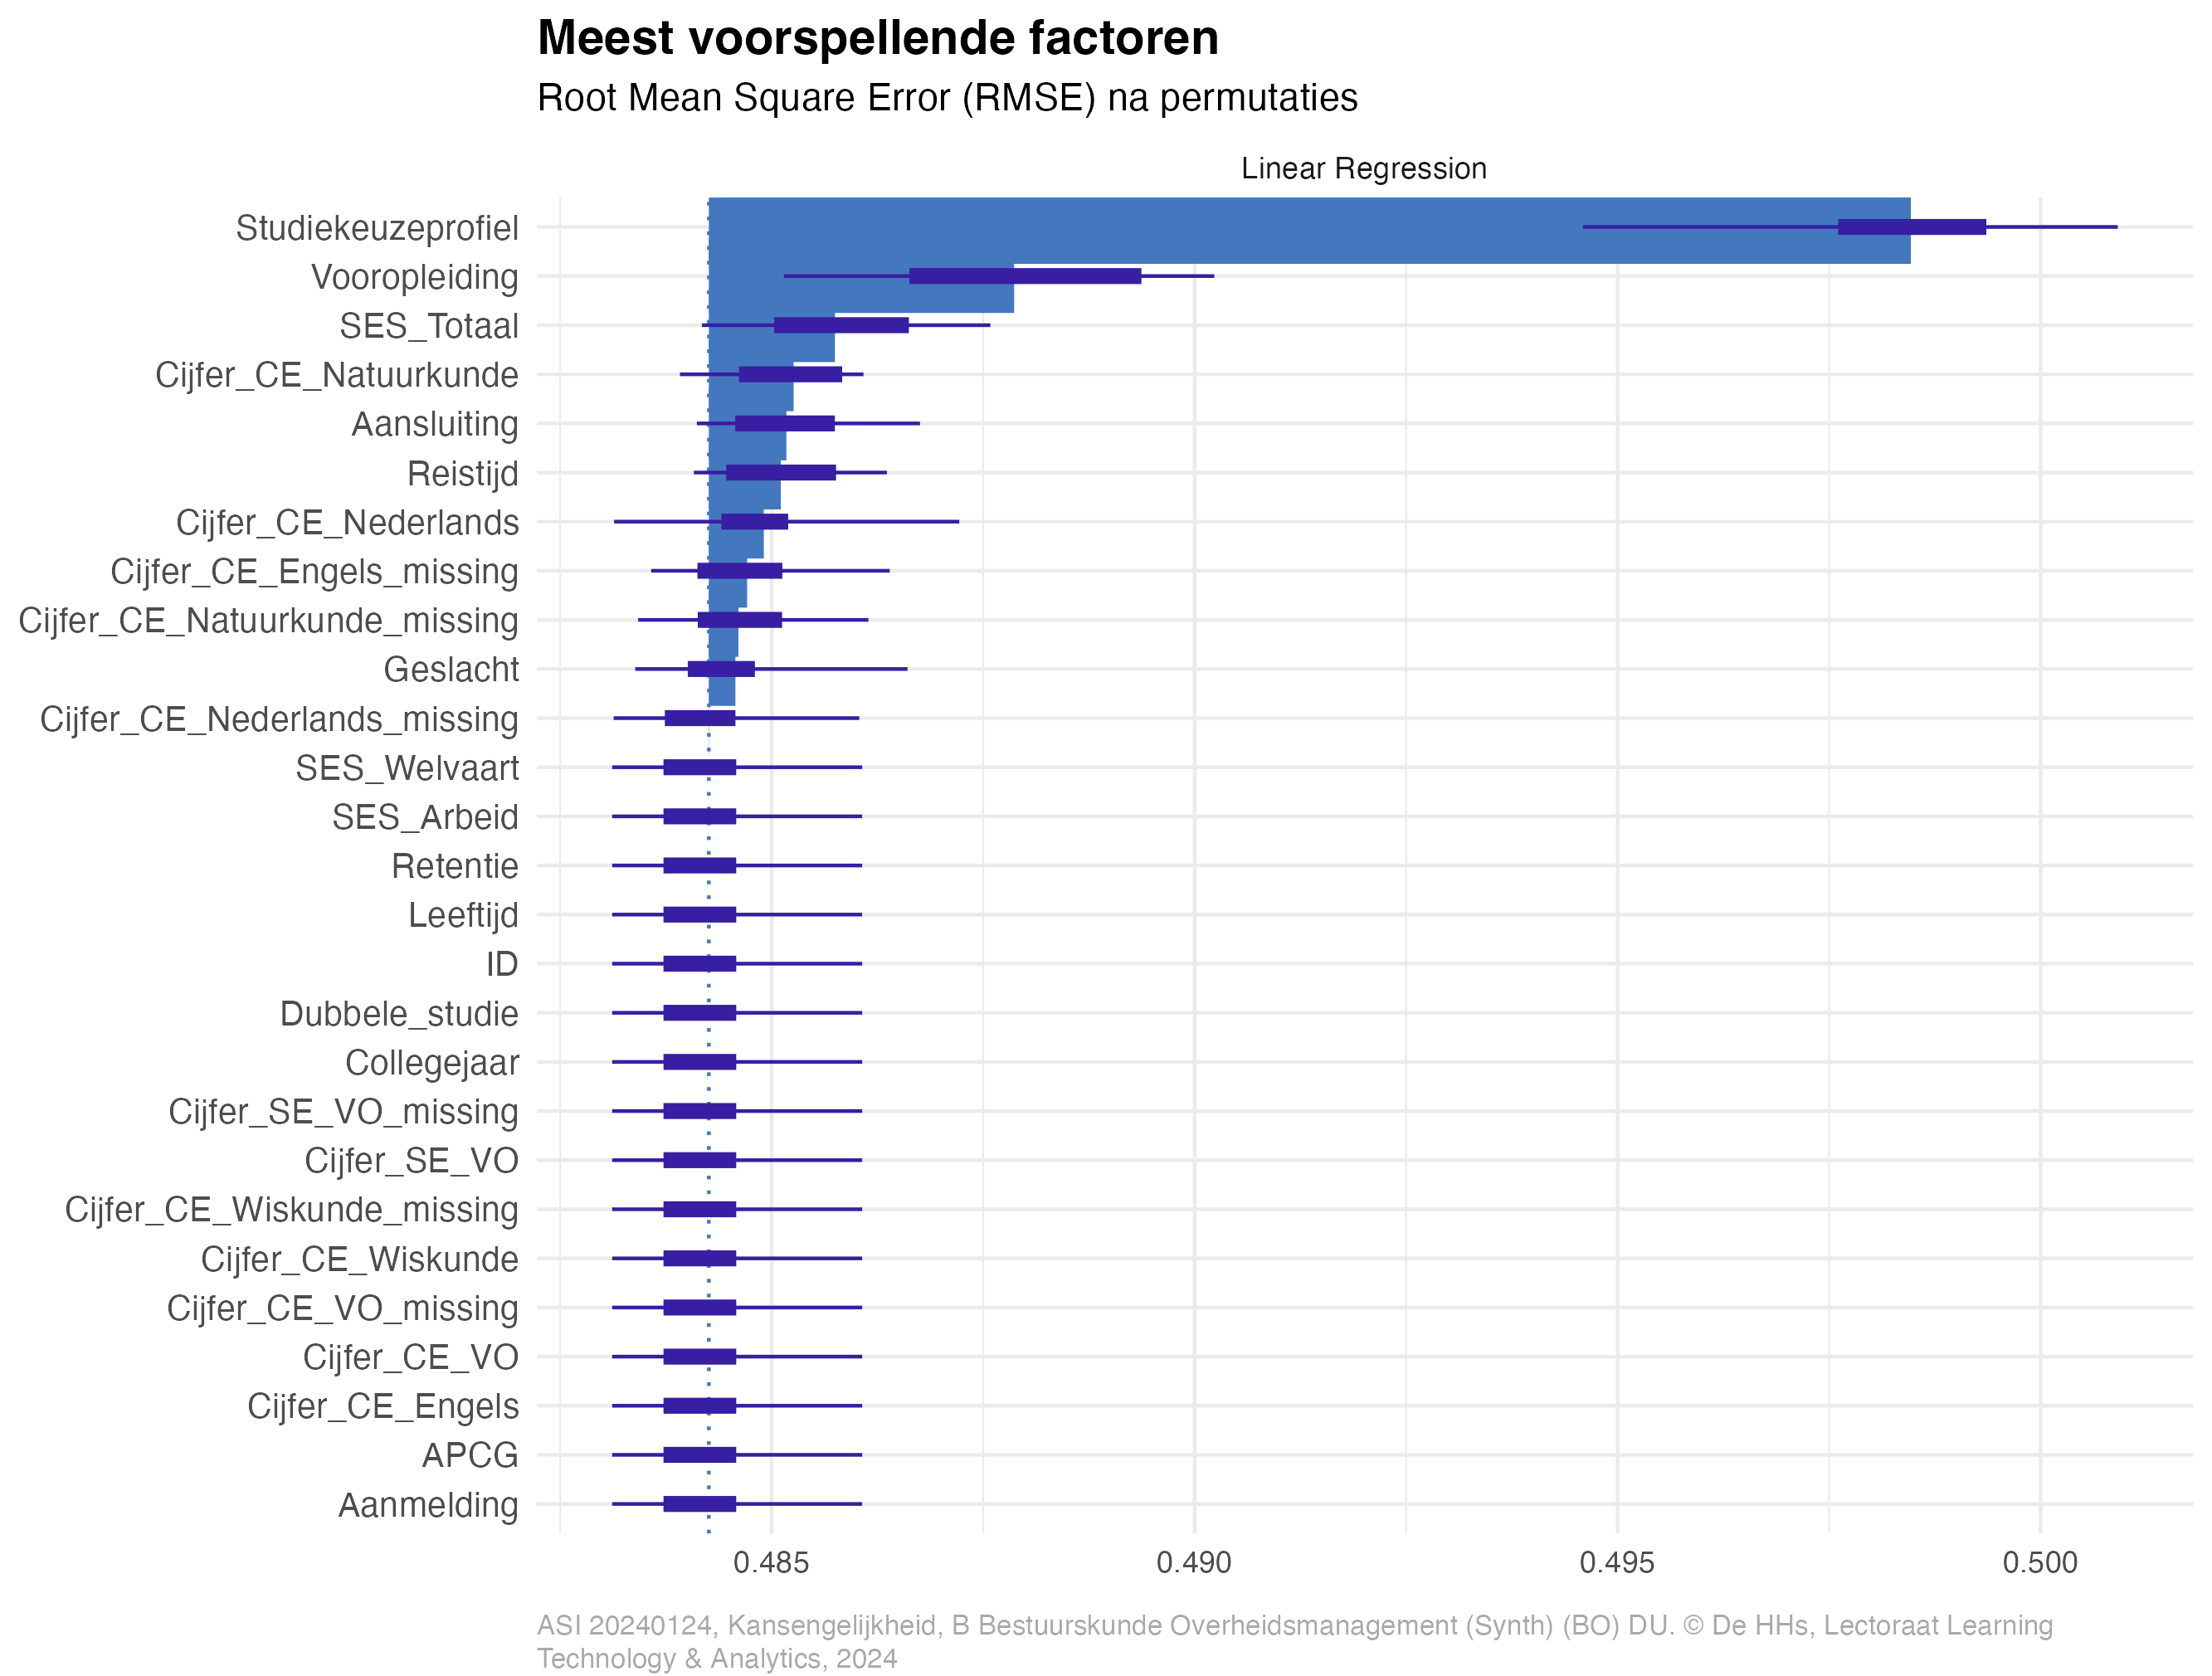 Meest voorspellende factoren
Root Mean Square Error (RMSE) na permutaties
Linear Regression
Studiekeuzeprofiel
Vooropleiding
SES_Totaal
Cijfer_CE_Natuurkunde
Aansluiting
Reistijd
Cijfer_CE_Nederlands
Cijfer_CE_Engels_missing
Cijfer_CE_Natuurkunde_missing
Geslacht
Cijfer_CE_Nederlands_missing
SES_Welvaart
SES_Arbeid
Retentie
Leeftijd
ID
Dubbele_studie
Collegejaar
Cijfer_SE_VO_missing
Cijfer_SE_VO
Cijfer_CE_Wiskunde_missing
Cijfer_CE_Wiskunde
Cijfer_CE_VO_missing
Cijfer_CE_VO
Cijfer_CE_Engels
APCG
Aanmelding
0.485 0.490 0.495 0.500
ASI 20240124, Kansengelijkheid, B Bestuurskunde Overheidsmanagement (Synth) (BO) DU. © De HHs, Lectoraat Learning
Technology & Analytics, 2024